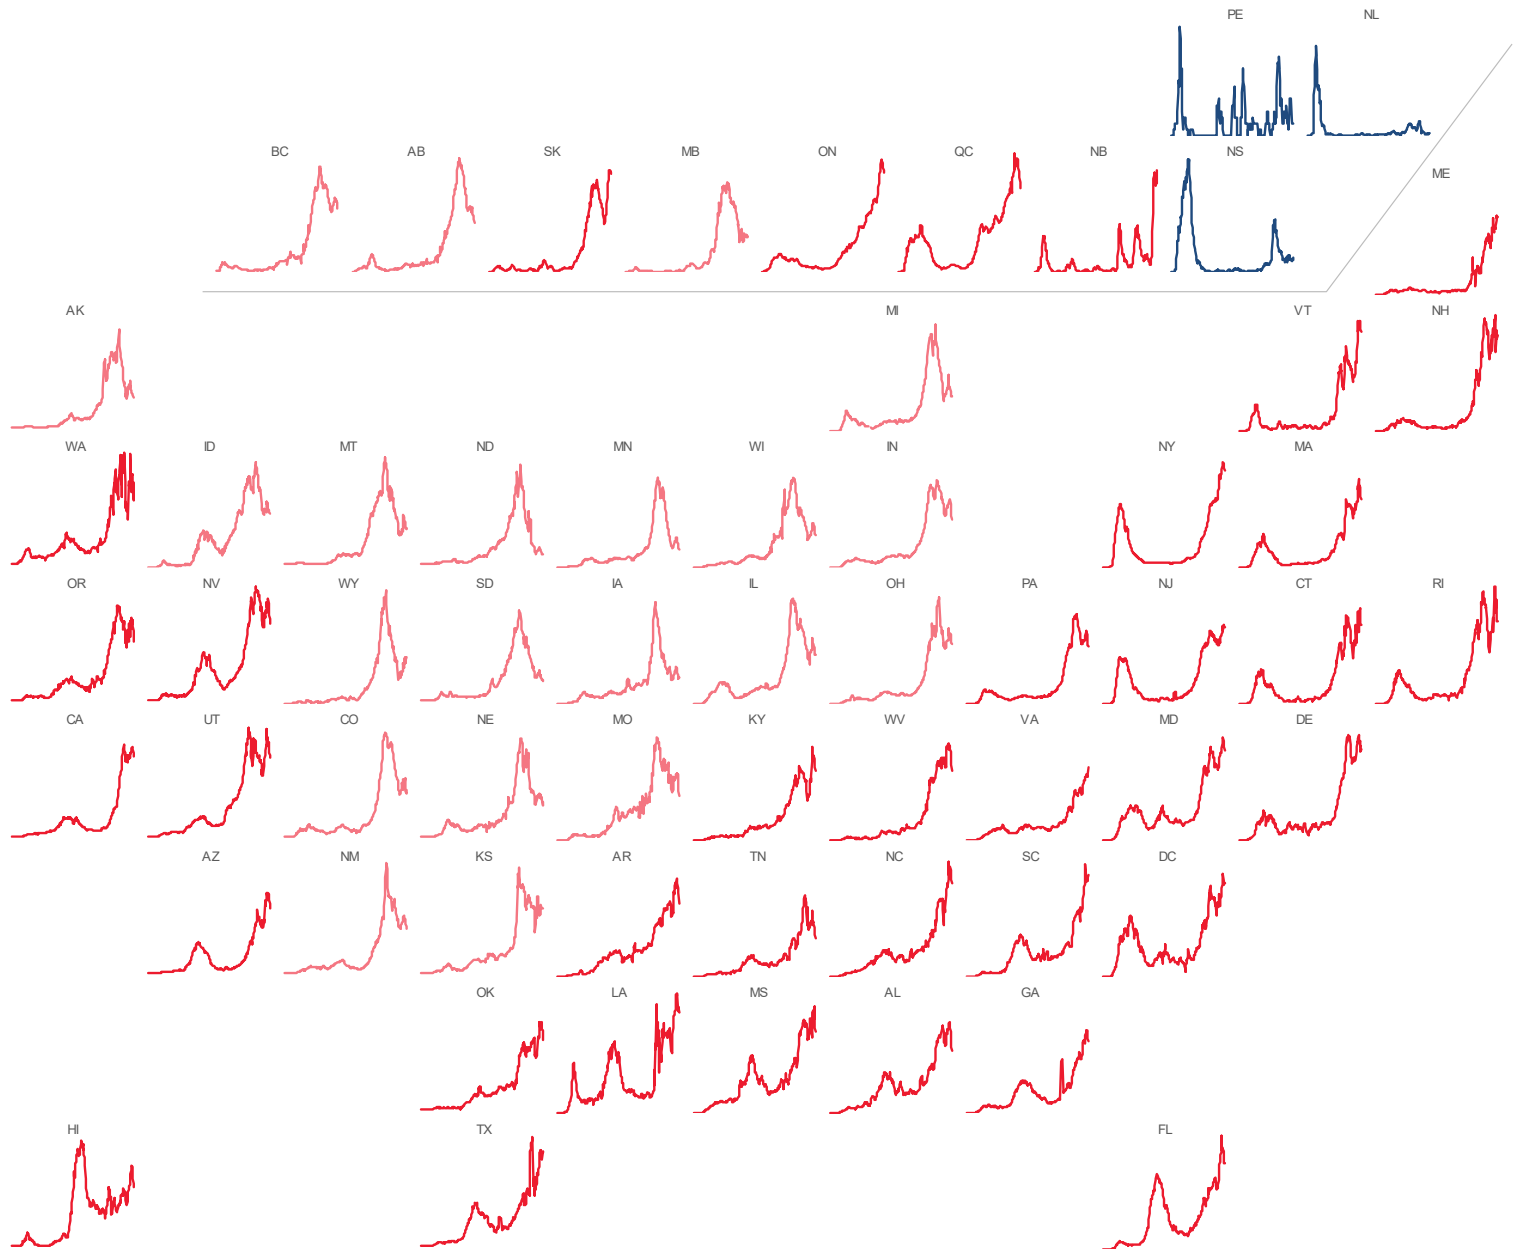 PE NL
BC AB SK MB ON QC NB NS
ME
AK MI VT NH
WA ID MT ND MN WI IN NY MA
OR NV WY SD IA IL OH PA NJ CT RI
CA UT CO NE MO KY WV VA MD DE
AZ NM KS AR TN NC SC DC
OK LA MS AL GA
HI TX FL